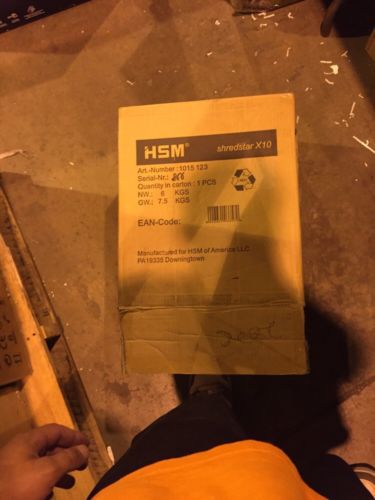 HSM® shredstar X10
Art.-Number : 1015 123
Serial-Nr.:
Quantity in carton : 1 PCS
NW.: 6 KGS
GW.: 7.5 KGS
EAN-Code:
Manufactured for HSM of America LLC
PA19335 Downingtown